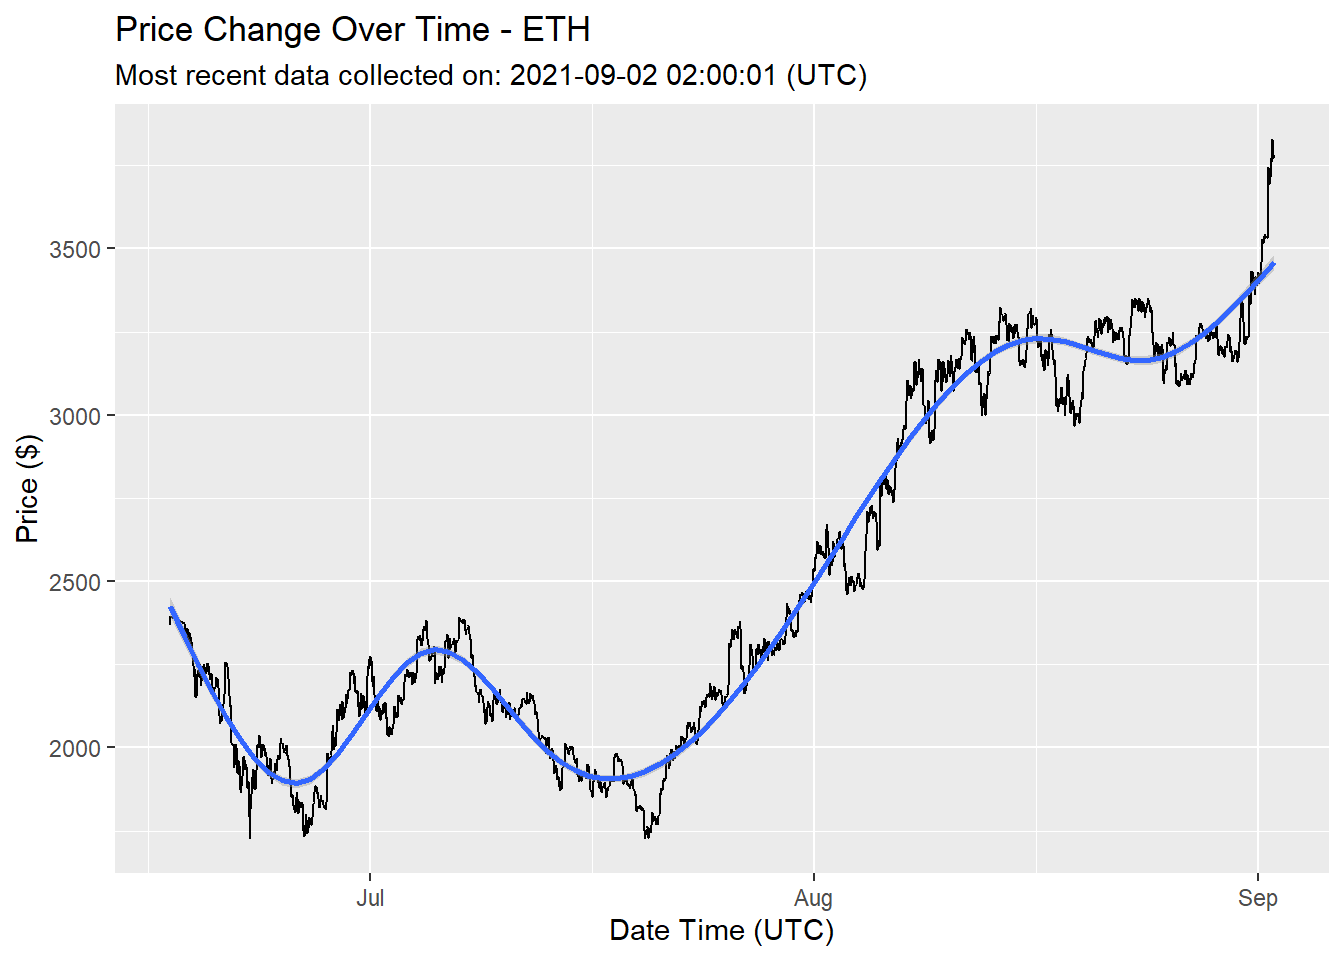 Price Change Over Time - ETH
Most recent data collected on: 2021-09-02 02:00:01 (UTC)
Price ($)
3500
3000
2500
2000
Jul
Aug
Sep
Date Time (UTC)